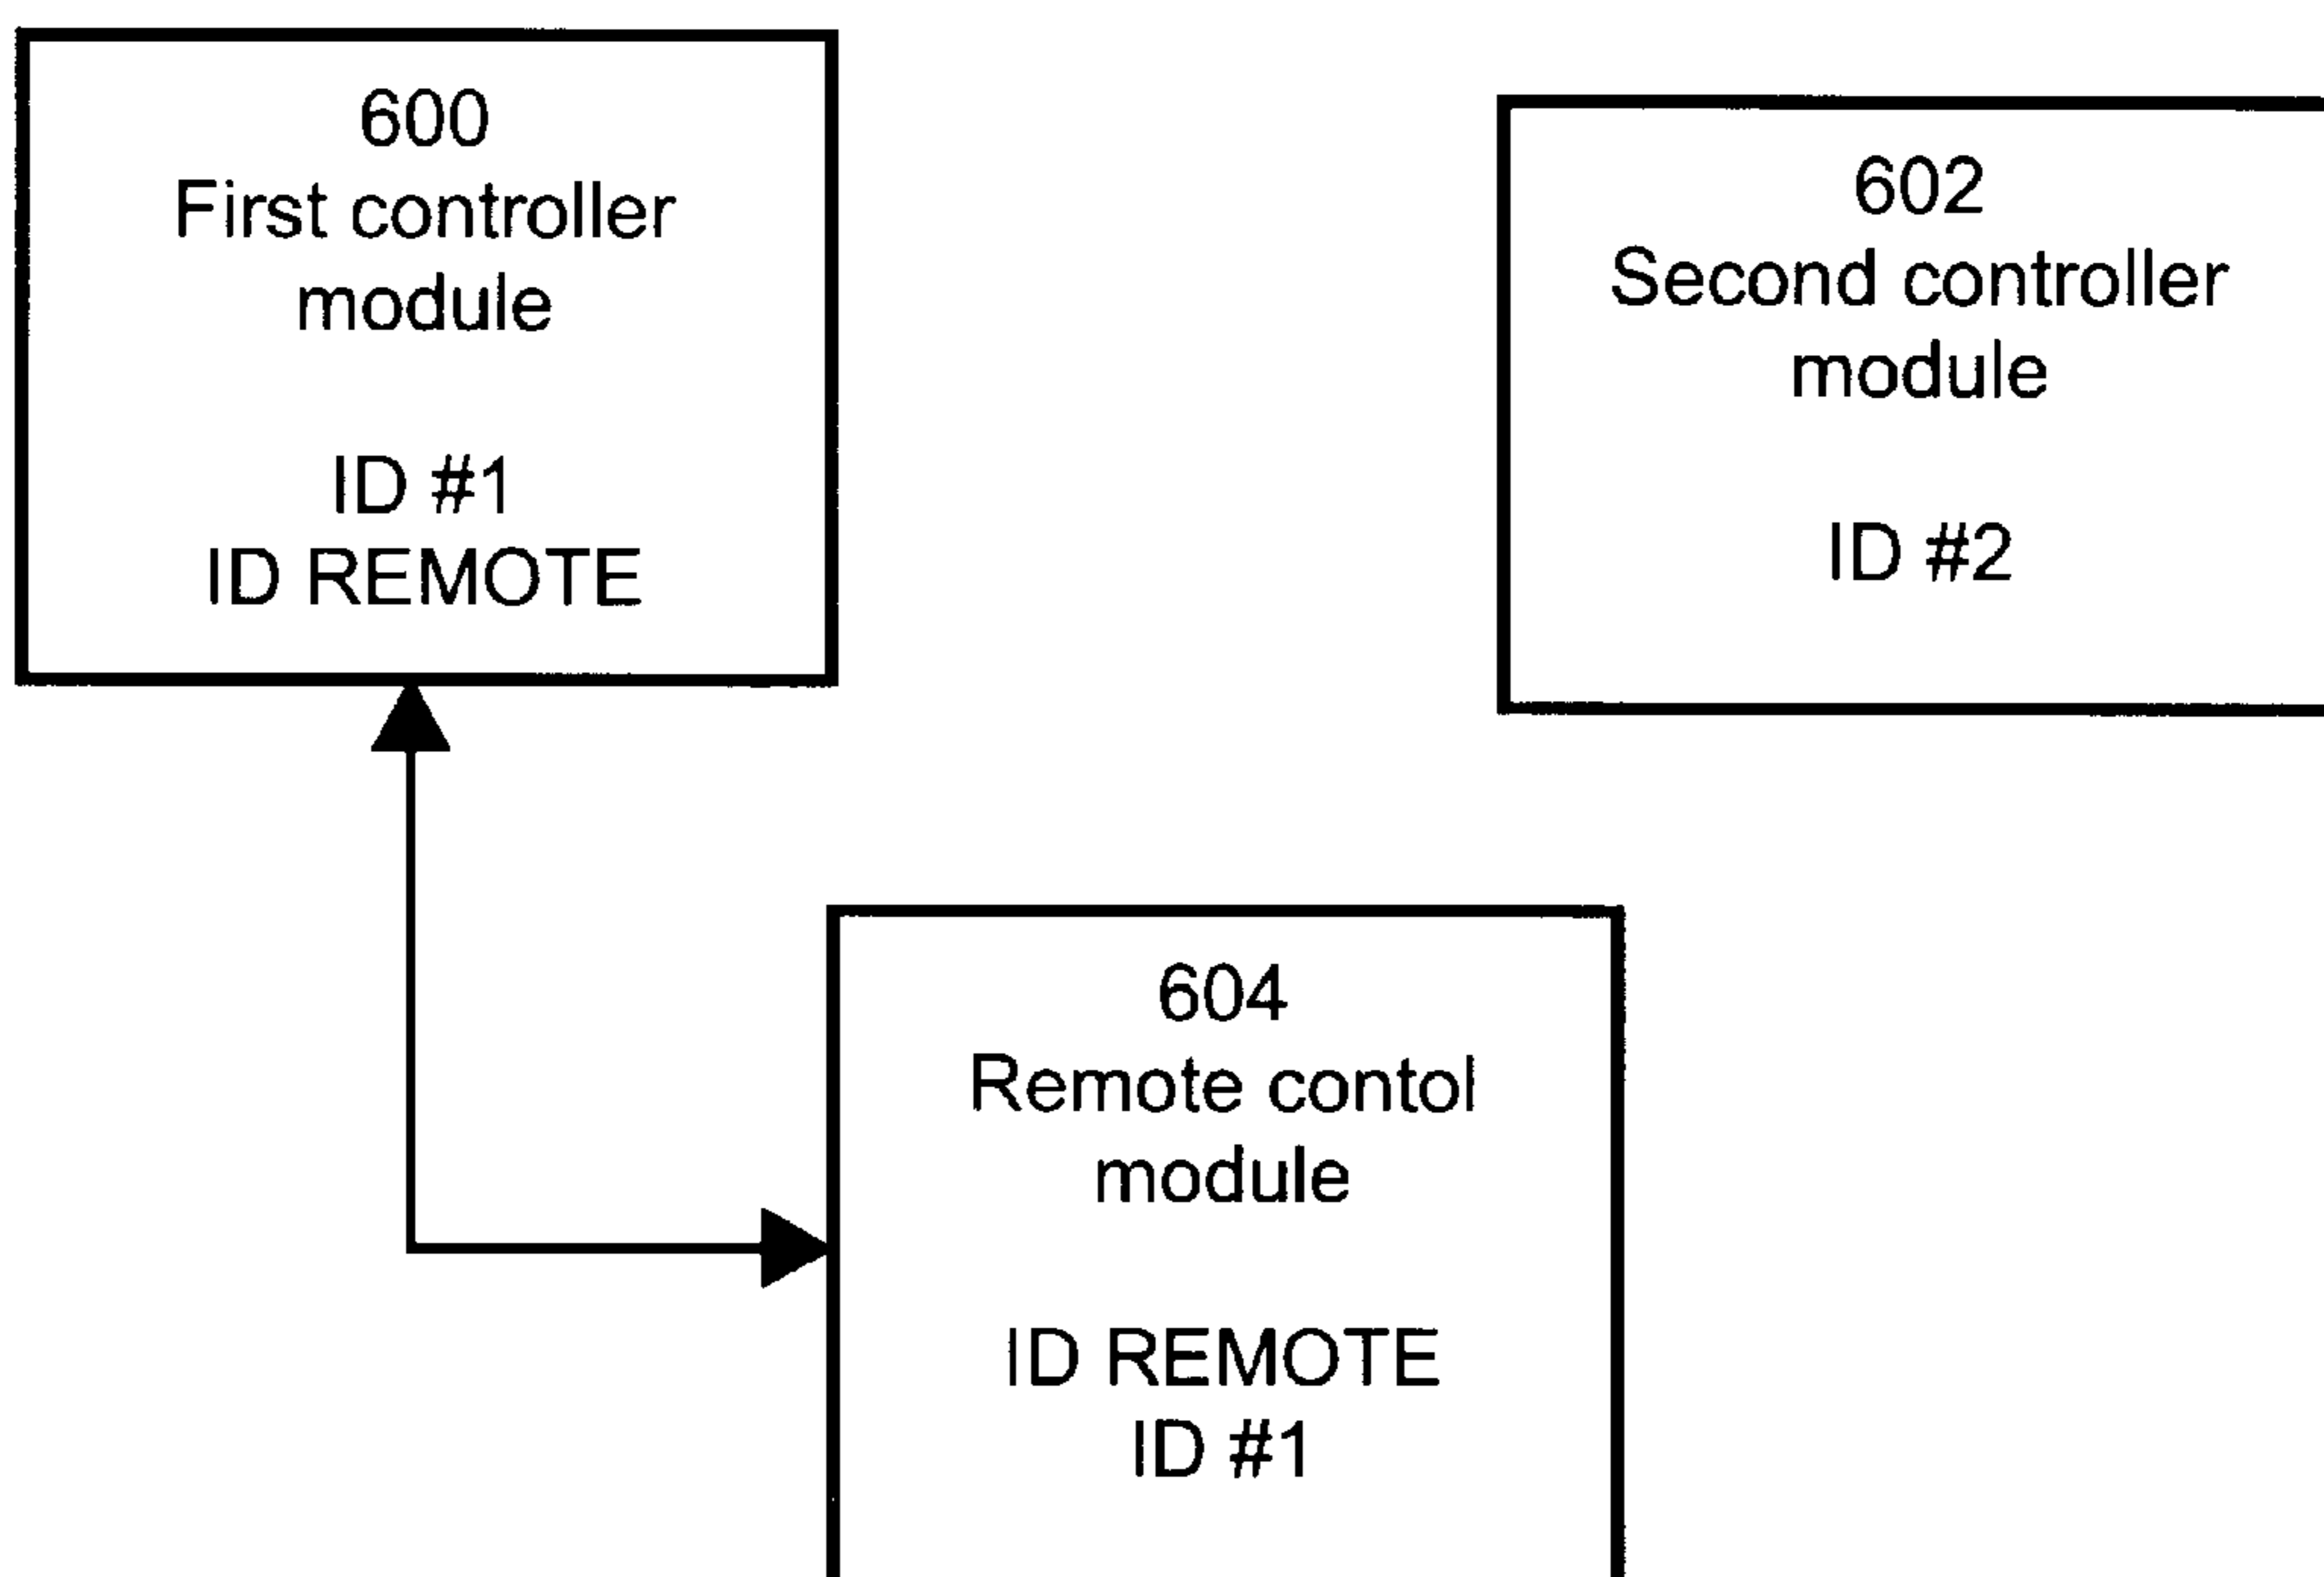 600
First controller
module
ID #1
ID REMOTE
602
Second controller
module
ID #2
604
Remote contol
module
ID REMOTE
ID #1